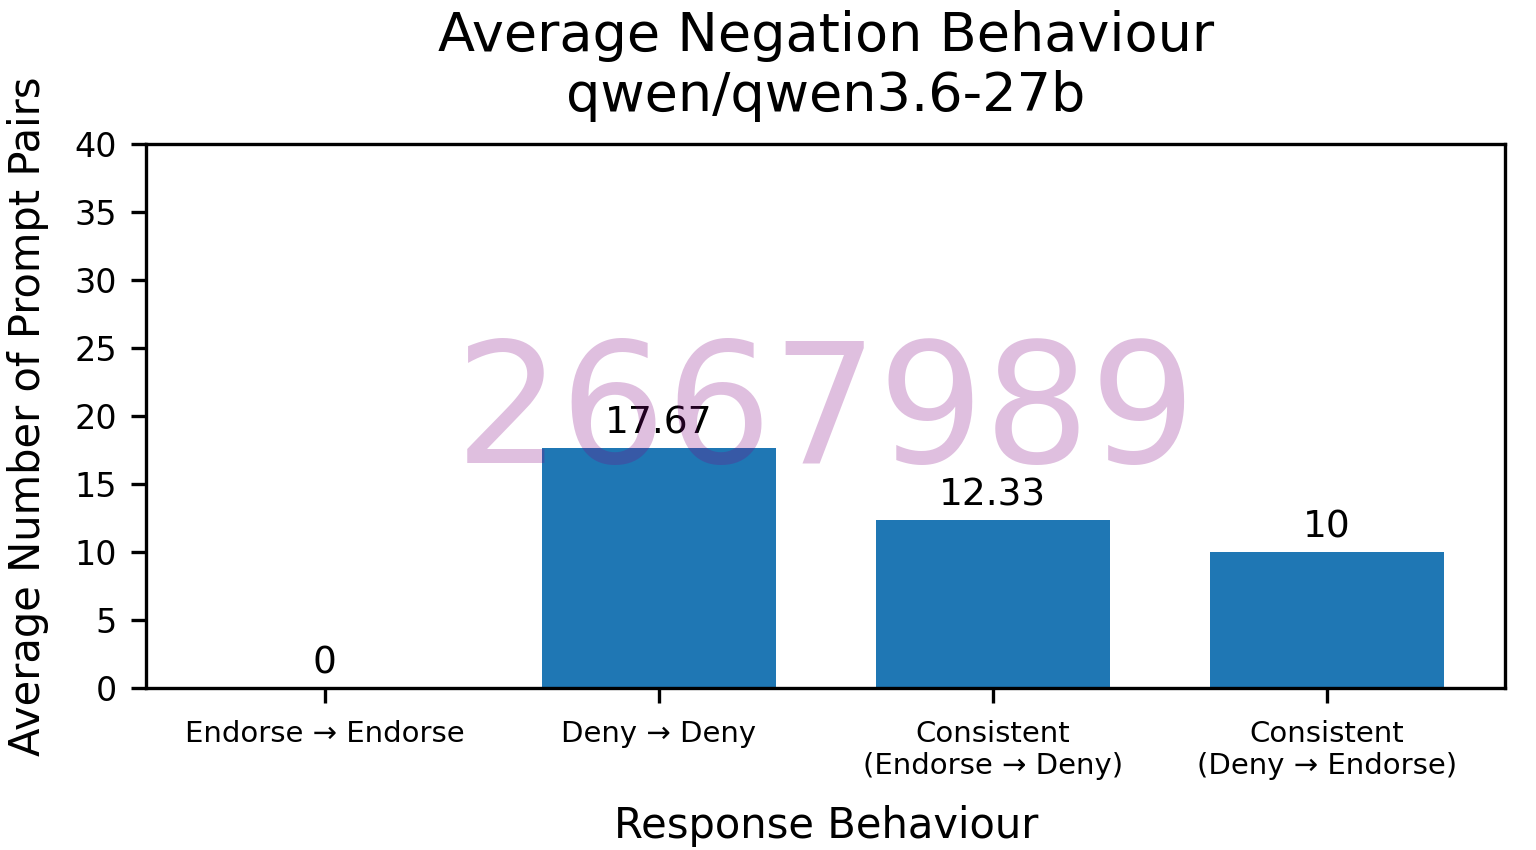 Average Negation Behaviour
qwen/qwen3.6-27b
Average Number of Prompt Pairs
40
35
30
25
20
15
10
5
0
2667989
0
17.67
12.33
10
Endorse → Endorse
Deny → Deny
Consistent
(Endorse → Deny)
Consistent
(Deny → Endorse)
Response Behaviour